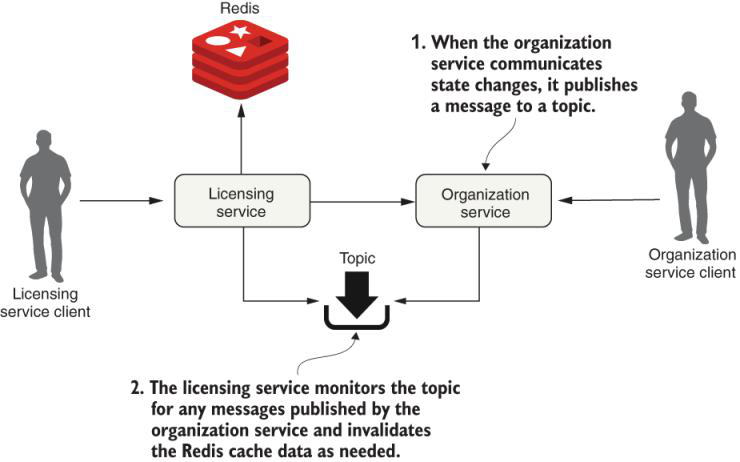 Redis
1. When the organization
service communicates
state changes, it publishes
a message to a topic.
Licensing
service
Organization
service
Topic
Licensing
service client
Organization
service client
2. The licensing service monitors the topic
for any messages published by the
organization service and invalidates
the Redis cache data as needed.